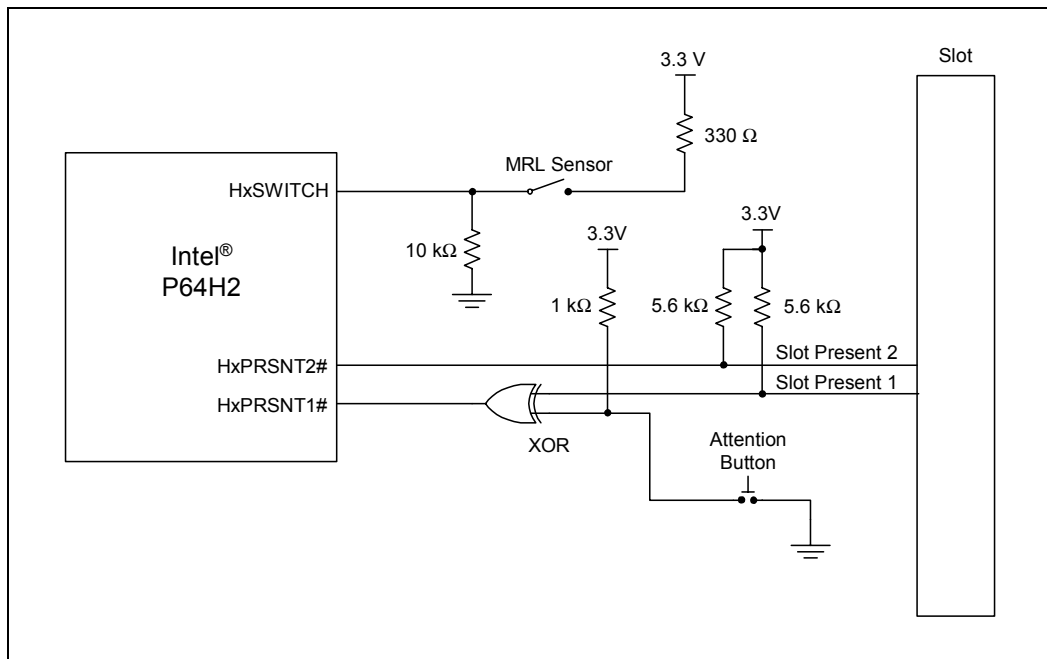 Slot
3.3 V
330 Ω
MRL Sensor
HxSWITCH
10 kΩ
Intel®
P64H2
3.3V
3.3V
1 kΩ
5.6 kΩ
5.6 kΩ
HxPRSNT2#
Slot Present 2
Slot Present 1
HxPRSNT1#
XOR
Attention
Button